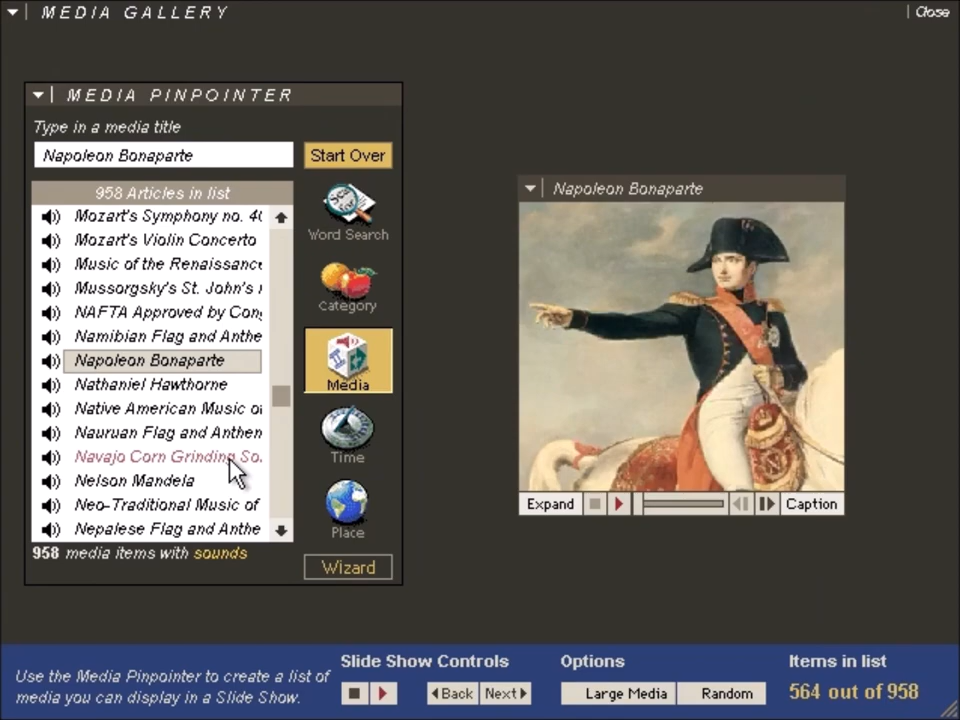 MEDIA GALLERY
Close
MEDIA PINPOINTER
Type in a media title
Napoleon Bonaparte
Start Over
958 Articles in list
Mozart's Symphony no. 40
Mozart's Violin Concerto
Music of the Renaissance
Mussorgsky's St. John's
NAFTA Approved by Con
Namibian Flag and Anthe
Napoleon Bonaparte
Nathaniel Hawthorne
Native American Music o
Nauruan Flag and Anthen
Navajo Corn Grinding So.
Nelson Mandela
Neo-Traditional Music of
Nepalese Flag and Anthe
958 media items with sounds
Word Search
Category
Media
Time
Place
Wizard
Napoleon Bonaparte
Expand
Caption
Use the Media Pinpointer to create a list of
media you can display in a Slide Show.
Slide Show Controls
Back Next
Options
Large Media Random
Items in list
564 out of 958